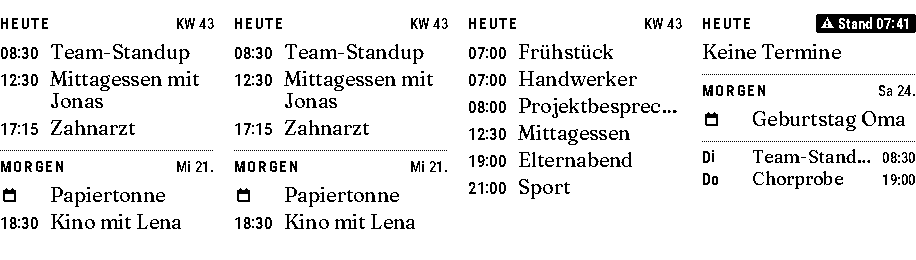 HEUTE KW 43
08:30 Team-Standup
12:30 Mittagessen mit
Jonas
17:15 Zahnarzt
MORGEN Mi 21.
Papiertonne
18:30 Kino mit Lena
HEUTE KW 43
08:30 Team-Standup
12:30 Mittagessen mit
Jonas
17:15 Zahnarzt
MORGEN Mi 21.
Papiertonne
18:30 Kino mit Lena
HEUTE KW 43
07:00 Frühstück
07:00 Handwerker
08:00 Projektbesprec...
12:30 Mittagessen
19:00 Elternabend
21:00 Sport
HEUTE Stand 07:41
Keine Termine
MORGEN Sa 24.
Geburtstag Oma
Di Team-Stand... 08:30
Do Chorprobe 19:00